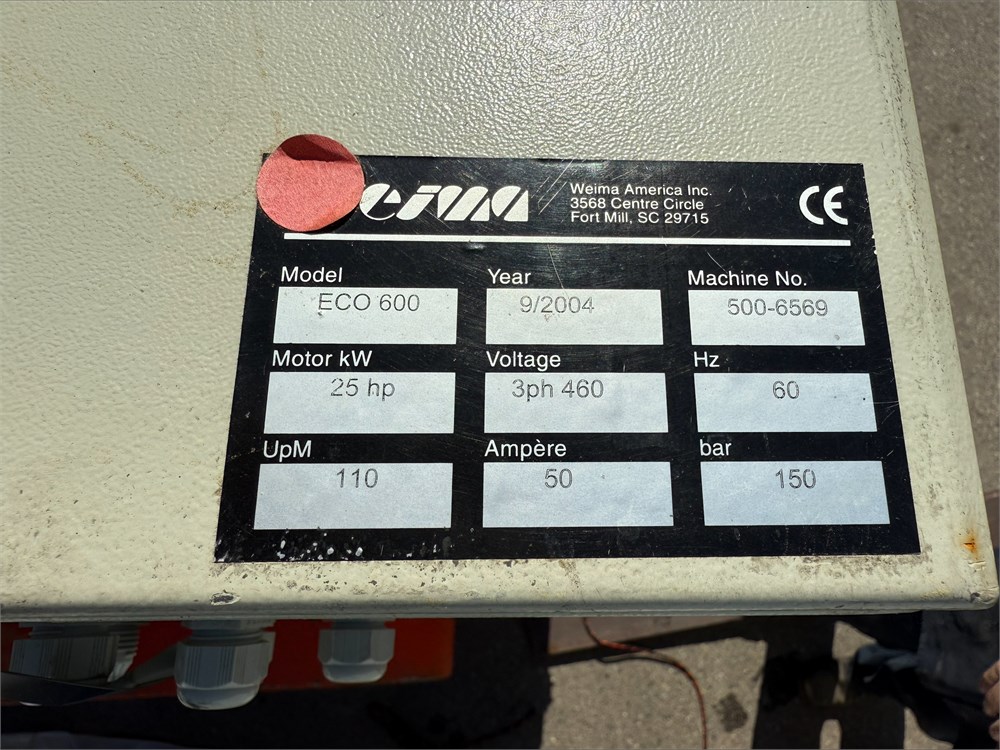 eima
Weima America Inc.
3568 Centre Circle
Fort Mill, SC 29715
CE
Model Year Machine No.
ECO 600 9/2004 500-6569
Motor kW Voltage Hz
25 hp 3ph 460 60
UpM Ampère bar
110 50 150